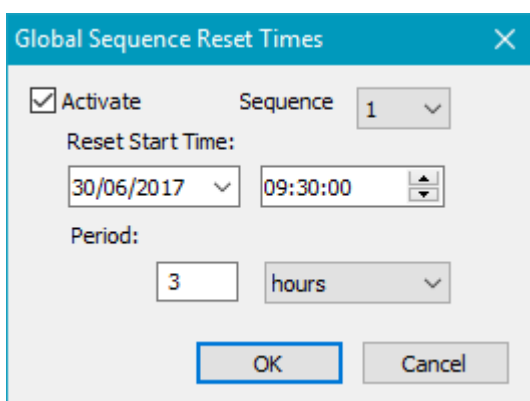 Global Sequence Reset Times
Activate Sequence 1
Reset Start Time:
30/06/2017 09:30:00
Period:
3 hours
OK Cancel